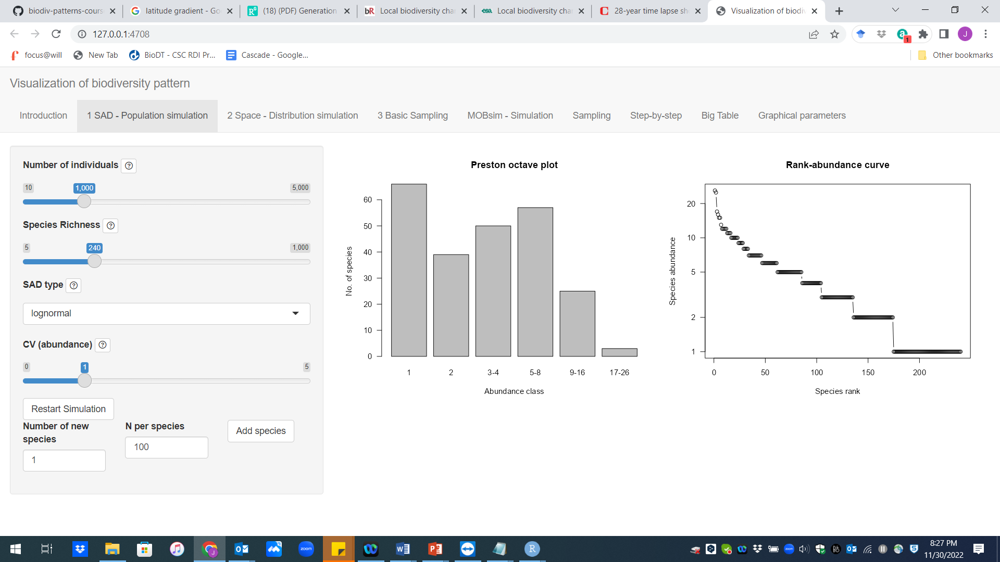 biodiv-patterns-cours
latitude gradient - Go
(18) (PDF) Generation
bR
Local biodiversity cha
esa
Local biodiversity cha
28-year time lapse sh
Visualization of biodiv
127.0.0.1:4708
1
J
focus@will
New Tab
BioDT - CSC RDI Pr...
Cascade - Google...
Other bookmarks
Visualization of biodiversity pattern
Introduction
1 SAD - Population simulation
2 Space - Distribution simulation
3 Basic Sampling
MOBsim - Simulation
Sampling
Step-by-step
Big Table
Graphical parameters
Number of individuals
10
1,000
5,000
Species Richness
5
240
1,000
SAD type
lognormal
CV (abundance)
0
1
5
Restart Simulation
Number of new
species
1
N per species
100
Add species
Preston octave plot
No. of species
60
50
40
30
20
10
0
1
2
3-4
5-8
9-16
17-26
Abundance class
Rank-abundance curve
Species abundance
20
10
5
2
1
0
50
100
150
200
Species rank
zoom
R
8:27 PM
11/30/2022